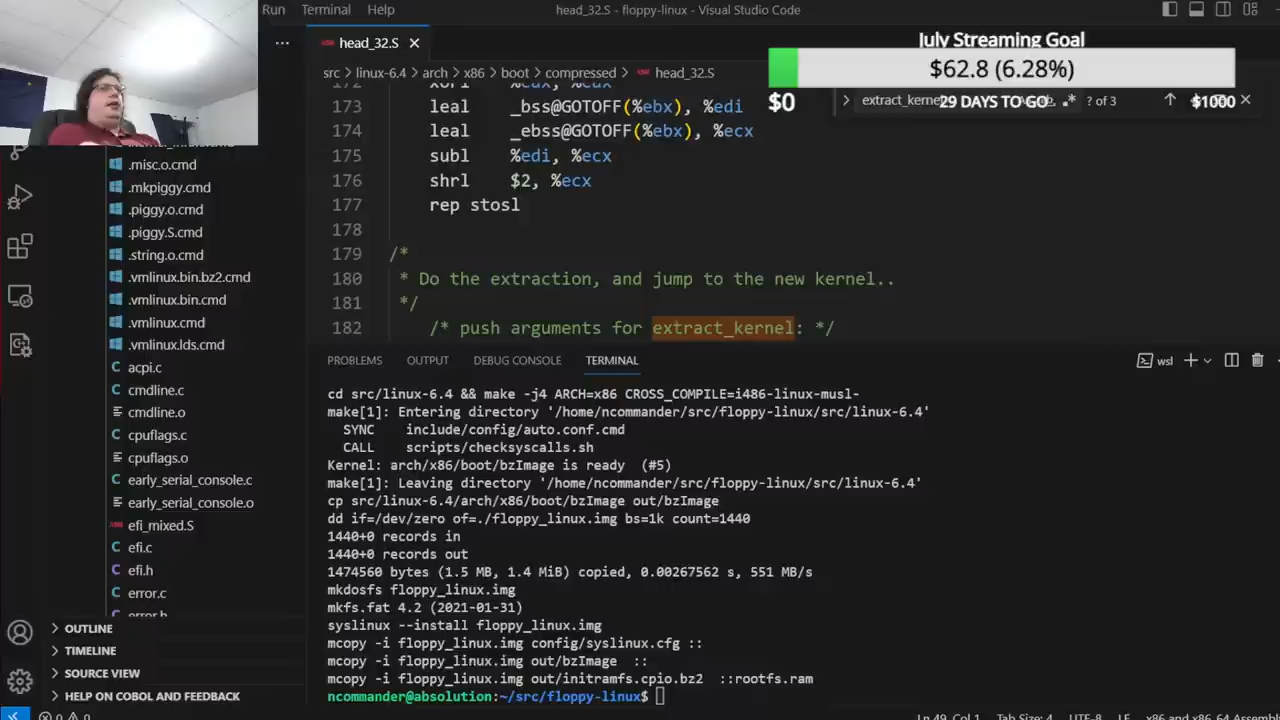 Run Terminal Help
head_32.S - floppy-linux - Visual Studio Code
head_32.S
July Streaming Goal
$62.8 (6.28%)
src > linux-6.4 > arch > x86 > boot > compressed > head_32.S
$0
29 DAYS TO GO
? of 3
$1000
173 leal _bss@GOTOFF(%ebx), %edi
174 leal _ebss@GOTOFF(%ebx), %ecx
175 subl %edi, %ecx
176 shrl $2, %ecx
177 rep stosl
178
179 /*
180 * Do the extraction, and jump to the new kernel..
181 */
182 /* push arguments for extract_kernel: */
.misc.o.cmd
.mkpiggy.cmd
.piggy.o.cmd
.piggy.S.cmd
.string.o.cmd
.vmlinux.bin.bz2.cmd
.vmlinux.bin.cmd
.vmlinux.cmd
.vmlinux.lds.cmd
acpi.c
cmdline.c
cmdline.o
cpuflags.c
cpuflags.o
early_serial_console.c
early_serial_console.o
efi_mixed.S
efi.c
efi.h
error.c
error.h
OUTLINE
TIMELINE
SOURCE VIEW
HELP ON COBOL AND FEEDBACK
PROBLEMS OUTPUT DEBUG CONSOLE TERMINAL
wsl
cd src/linux-6.4 && make -j4 ARCH=x86 CROSS_COMPILE=i486-linux-musl-
make[1]: Entering directory '/home/ncommander/src/floppy-linux/src/linux-6.4'
SYNC include/config/auto.conf.cmd
CALL scripts/checksyscalls.sh
Kernel: arch/x86/boot/bzImage is ready (#5)
make[1]: Leaving directory '/home/ncommander/src/floppy-linux/src/linux-6.4'
cp src/linux-6.4/arch/x86/boot/bzImage out/bzImage
dd if=/dev/zero of=./floppy_linux.img bs=1k count=1440
1440+0 records in
1440+0 records out
1474560 bytes (1.5 MB, 1.4 MiB) copied, 0.00267562 s, 551 MB/s
mkdosfs floppy_linux.img
mkfs.fat 4.2 (2021-01-31)
syslinux --install floppy_linux.img
mcopy -i floppy_linux.img config/syslinux.cfg ::
mcopy -i floppy_linux.img out/bzImage ::
mcopy -i floppy_linux.img out/initramfs.cpio.bz2 ::rootfs.ram
ncommander@absolution:~/src/floppy-linux$